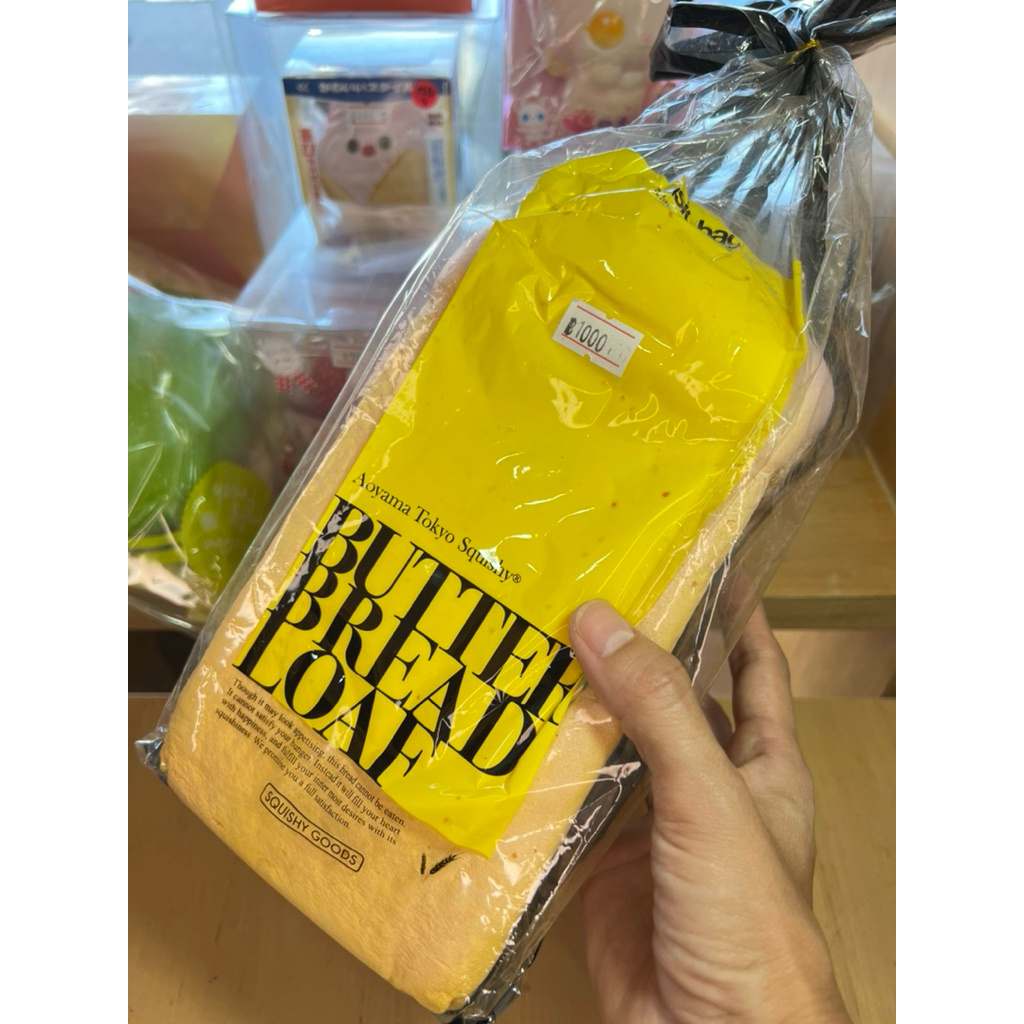 ฿1000
Aoyama Tokyo Squishy®
BUTTER
BREAD
LOAF
Though it may look appetising, this bread cannot be eaten.
It cannot satisfy your hunger. Instead it will fill your heart
with happiness, and fulfill your inner most desires with its
squishiness. We promise you a full satisfaction.
SQUISHY GOODS